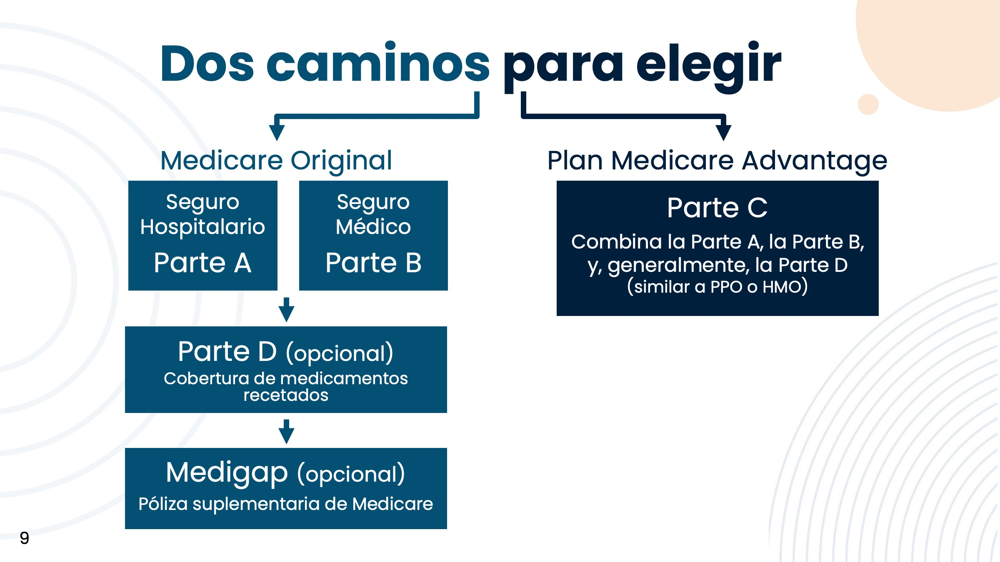 Dos caminos para elegir
Medicare Original
Seguro
Hospitalario
Parte A
Seguro
Médico
Parte B
Parte D (opcional)
Cobertura de medicamentos
recetados
Medigap (opcional)
Póliza suplementaria de Medicare
Plan Medicare Advantage
Parte C
Combina la Parte A, la Parte B,
y, generalmente, la Parte D
(similar a PPO o HMO)
9